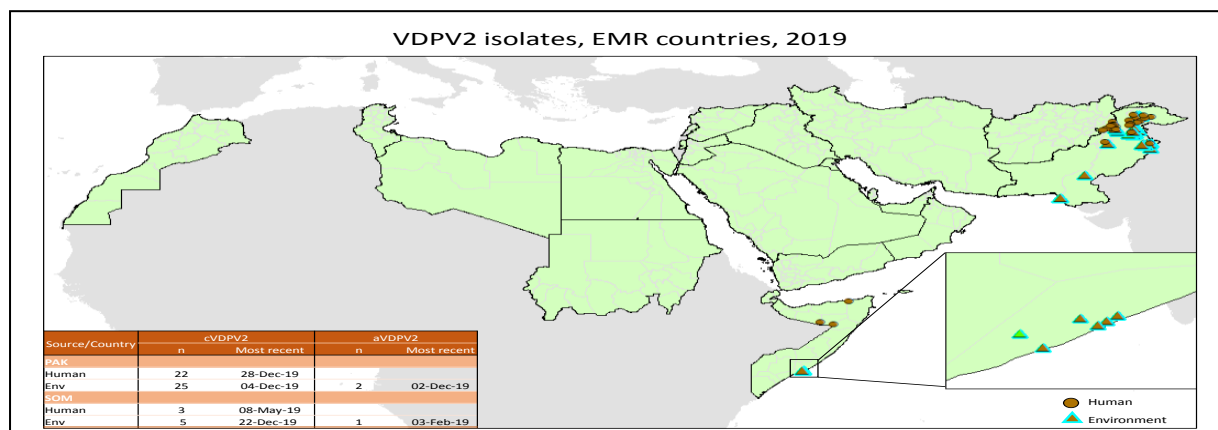 VDPV2 isolates, EMR countries, 2019
Source/Country cVDPV2 aVDPV2
n Most recent n Most recent
PAK
Human 22 28-Dec-19
Env 25 04-Dec-19 2 02-Dec-19
SOM
Human 3 08-May-19
Env 5 22-Dec-19 1 03-Feb-19
Human
Environment